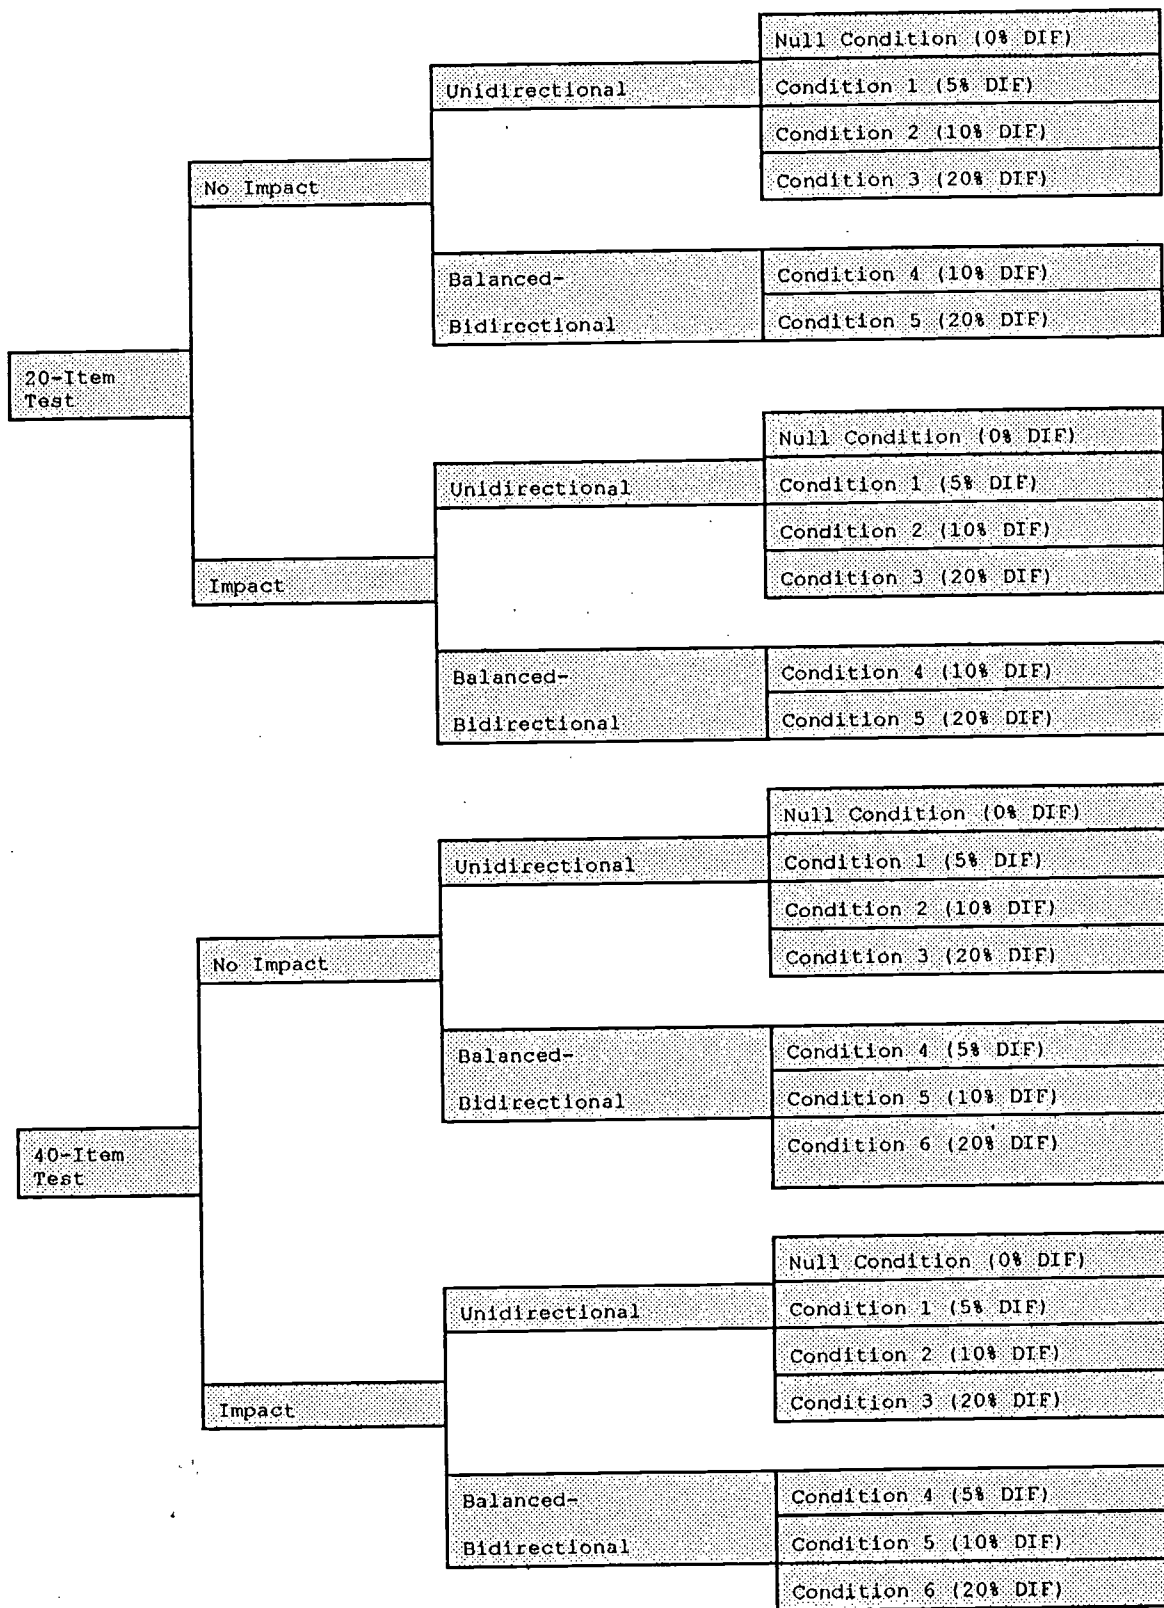 20-Item
Test
No Impact
Unidirectional
Null Condition (0% DIF)
Condition 1 (5% DIF)
Condition 2 (10% DIF)
Condition 3 (20% DIF)
Balanced-
Bidirectional
Condition 4 (10% DIF)
Condition 5 (20% DIF)
Impact
Unidirectional
Null Condition (0% DIF)
Condition 1 (5% DIF)
Condition 2 (10% DIF)
Condition 3 (20% DIF)
Balanced-
Bidirectional
Condition 4 (10% DIF)
Condition 5 (20% DIF)
40-Item
Test
No Impact
Unidirectional
Null Condition (0% DIF)
Condition 1 (5% DIF)
Condition 2 (10% DIF)
Condition 3 (20% DIF)
Balanced-
Bidirectional
Condition 4 (5% DIF)
Condition 5 (10% DIF)
Condition 6 (20% DIF)
Impact
Unidirectional
Null Condition (0% DIF)
Condition 1 (5% DIF)
Condition 2 (10% DIF)
Condition 3 (20% DIF)
Balanced-
Bidirectional
Condition 4 (5% DIF)
Condition 5 (10% DIF)
Condition 6 (20% DIF)